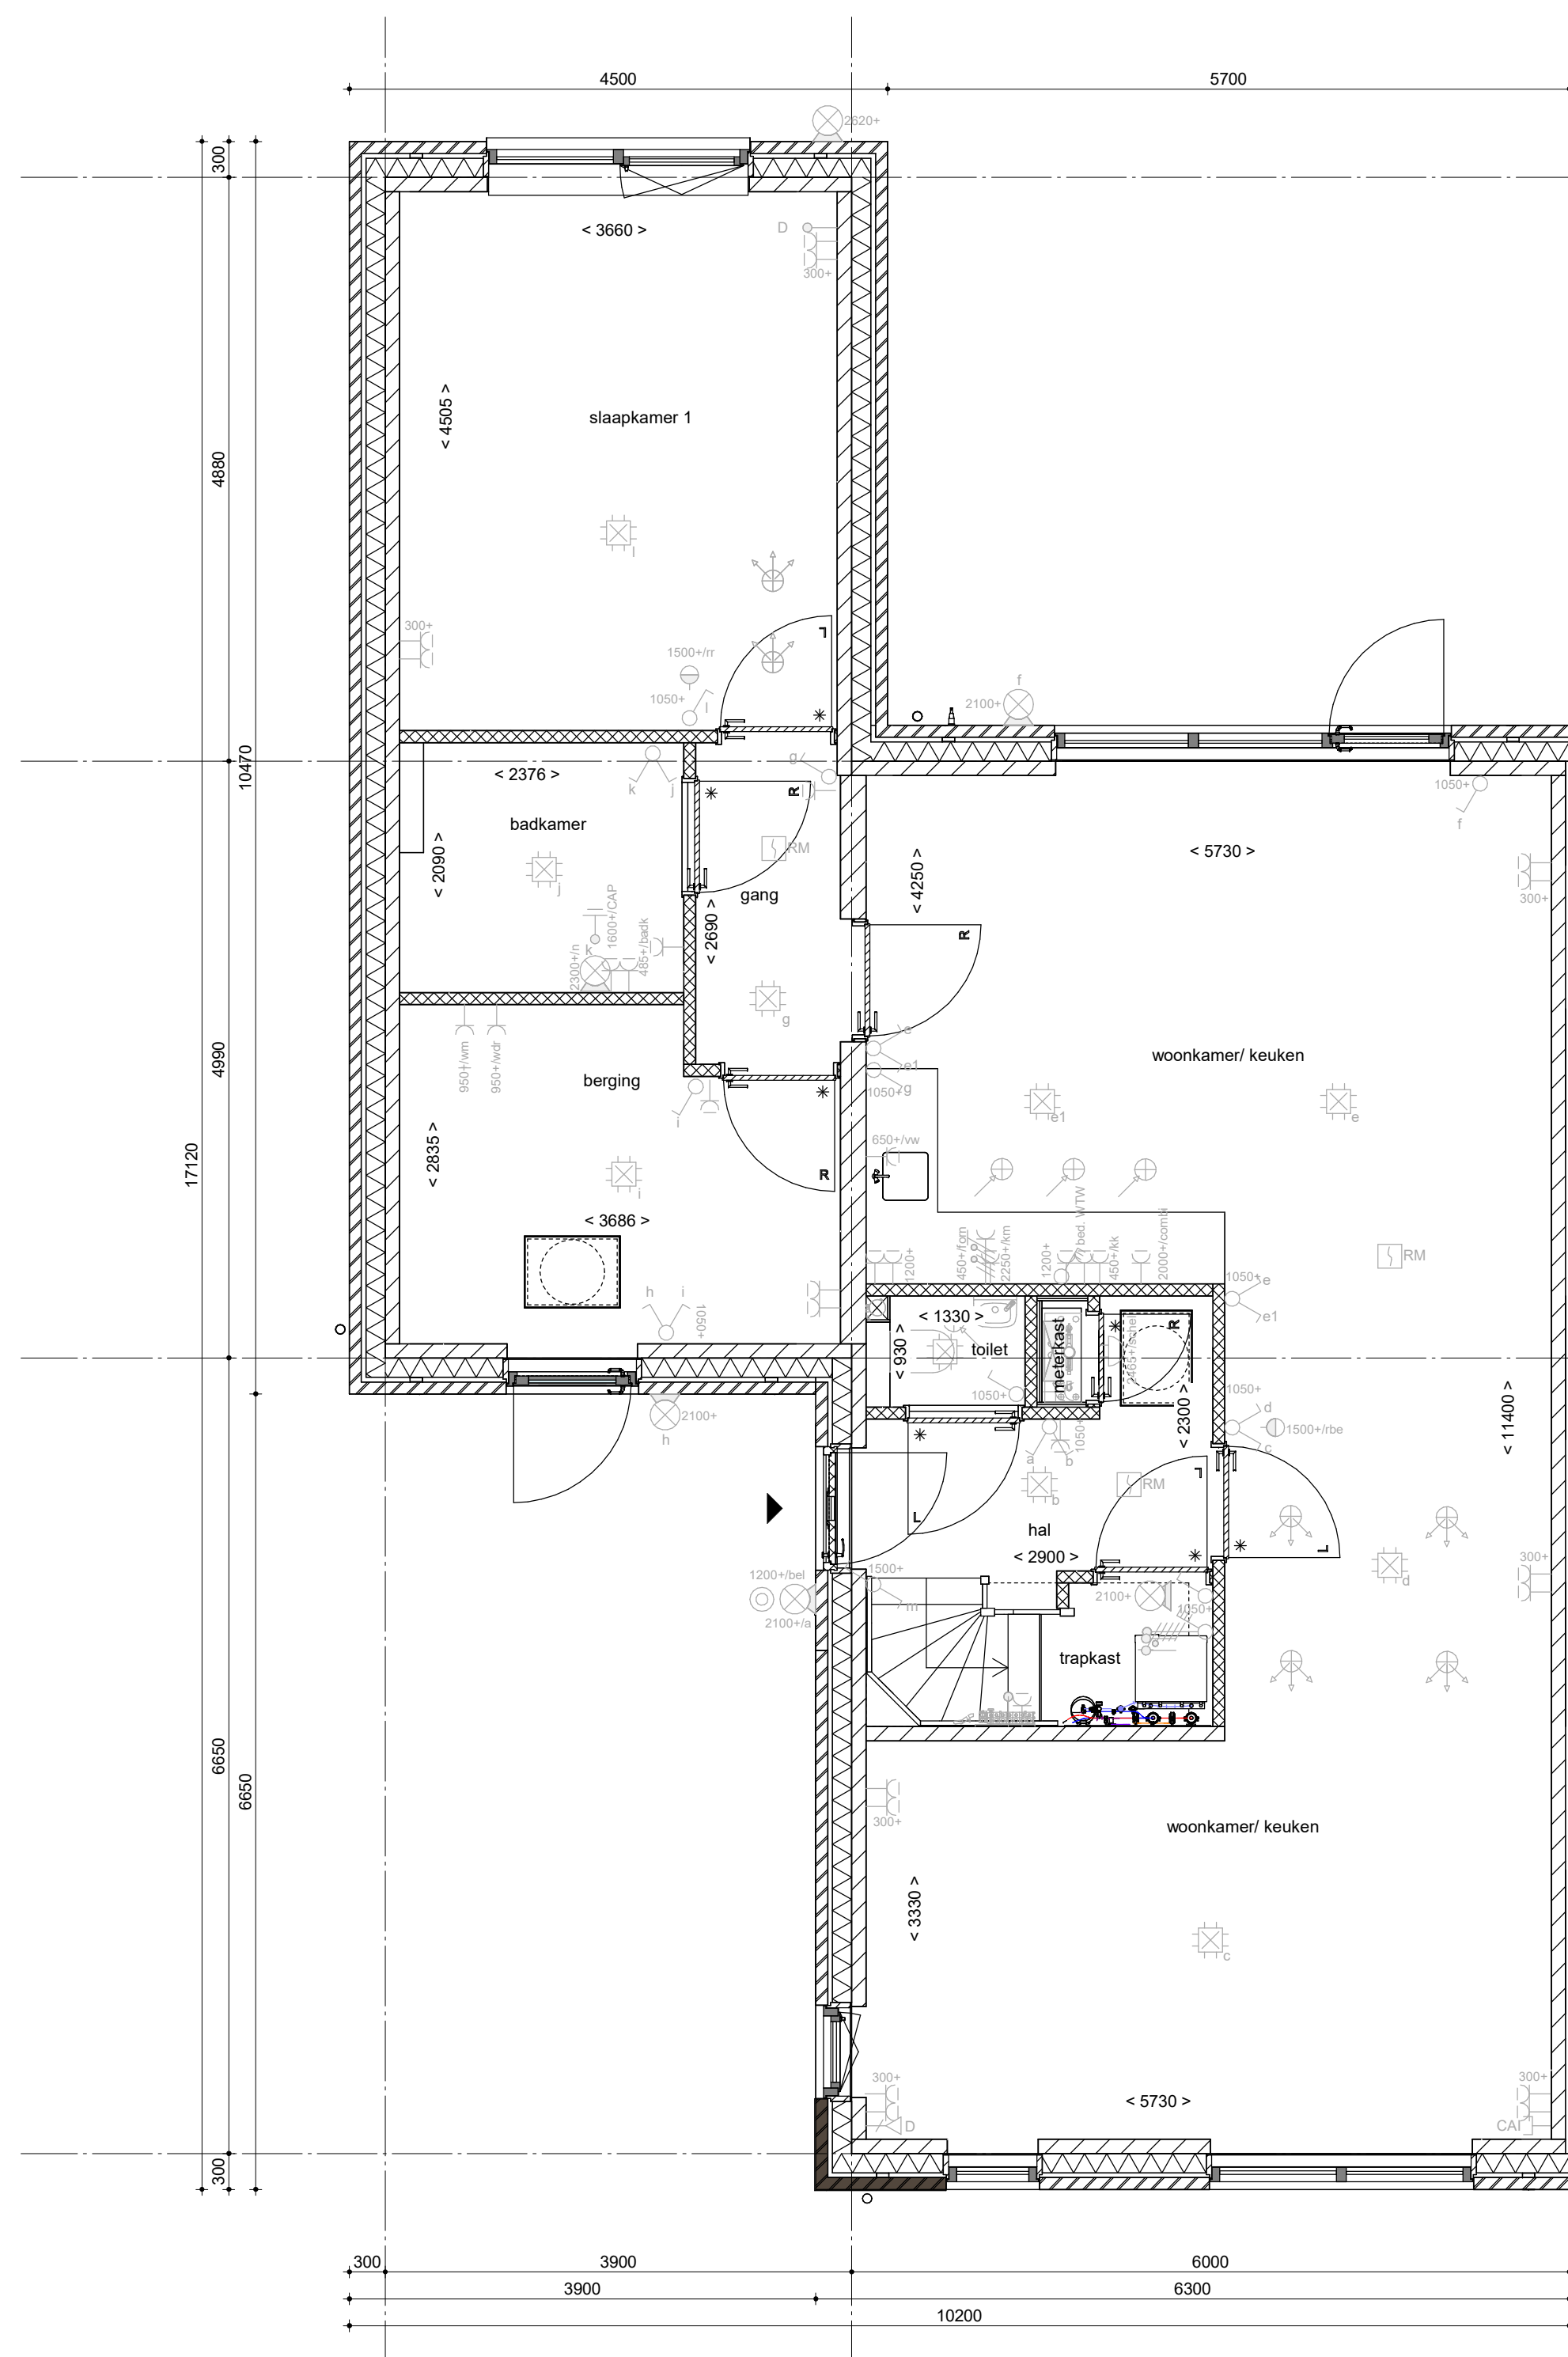 4500
5700
300
2620+
< 3660 >
D
300+
< 4505 >
slaapkamer 1
4880
l
300+
1500+/rr
1050+
l
L
f
2100+
10470
< 2376 >
k
j
g
R
1050+
f
badkamer
< 2090 >
j
RM
gang
< 5730 >
< 4250 >
300+
1600+/CAP
k
2300+/n
485+/badk
< 2690 >
R
g
4990
950+/wm
950+/wdr
berging
e
e1
1050+
g
woonkamer/ keuken
e1
e
i
650+/vw
17120
< 2835 >
i
R
< 3686 >
1200+
450+/fom
2250+/km
1200+
bed. WTW
450+/kk
2000+/combi
RM
h
i
1050+
1050+
e
e1
< 1330 >
< 930 >
toilet
meterkast
R
1050+
< 2300 >
1050+
d
c
1500+/rbe
< 11400 >
2100+
h
a
b
1050+
b
RM
L
L
hal
< 2900 >
L
d
300+
1200+/bel
2100+/a
1500+
m
2100+
1050+
trapkast
6650
6650
300+
woonkamer/ keuken
< 3330 >
c
300+
D
< 5730 >
300+
CAI
300
300
3900
6000
3900
6300
10200